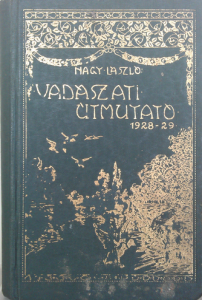 NAGY LÁSZLÓ
VADÁSZATI
ÚTMUTATÓ
1928-29